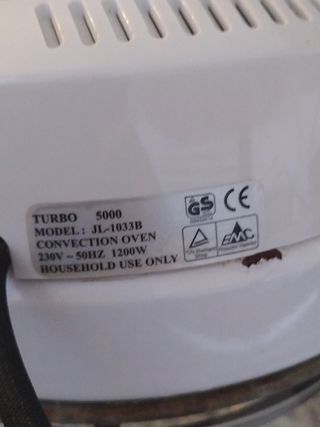 TURBO 5000
MODEL: JL-1033B
CONVECTION OVEN
230V ~ 50HZ 1200W
HOUSEHOLD USE ONLY
GS
CE
EMC